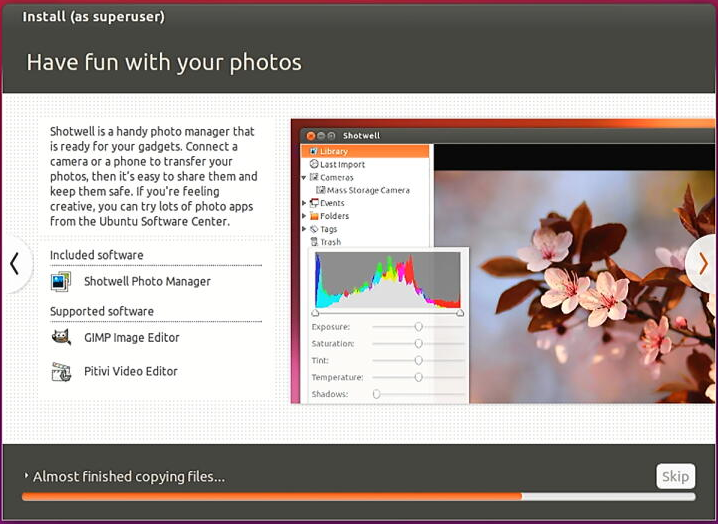 Install (as superuser)
Have fun with your photos
Shotwell is a handy photo manager that
is ready for your gadgets. Connect a
camera or a phone to transfer your
photos, then it's easy to share them and
keep them safe. If you're feeling
creative, you can try lots of photo apps
from the Ubuntu Software Center.
Included software
Shotwell Photo Manager
Supported software
GIMP Image Editor
Pitivi Video Editor
Shotwell
Library
Last Import
Cameras
Mass Storage Camera
Events
Folders
Tags
Trash
Exposure:
Saturation:
Tint:
Temperature:
Shadows:
Almost finished copying files...
Skip